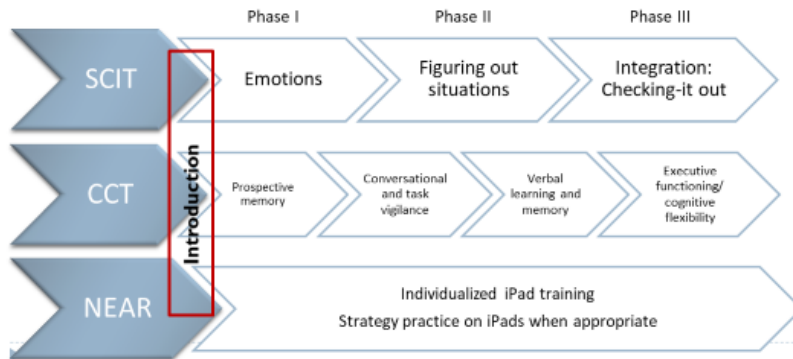 Phase I
Phase II
Phase III
SCIT
Emotions
Figuring out
situations
Integration:
Checking-it out
Introduction
CCT
Prospective
memory
Conversational
and task
vigilance
Verbal
learning and
memory
Executive
functioning/
cognitive
flexibility
NEAR
Individualized iPad training
Strategy practice on iPads when appropriate